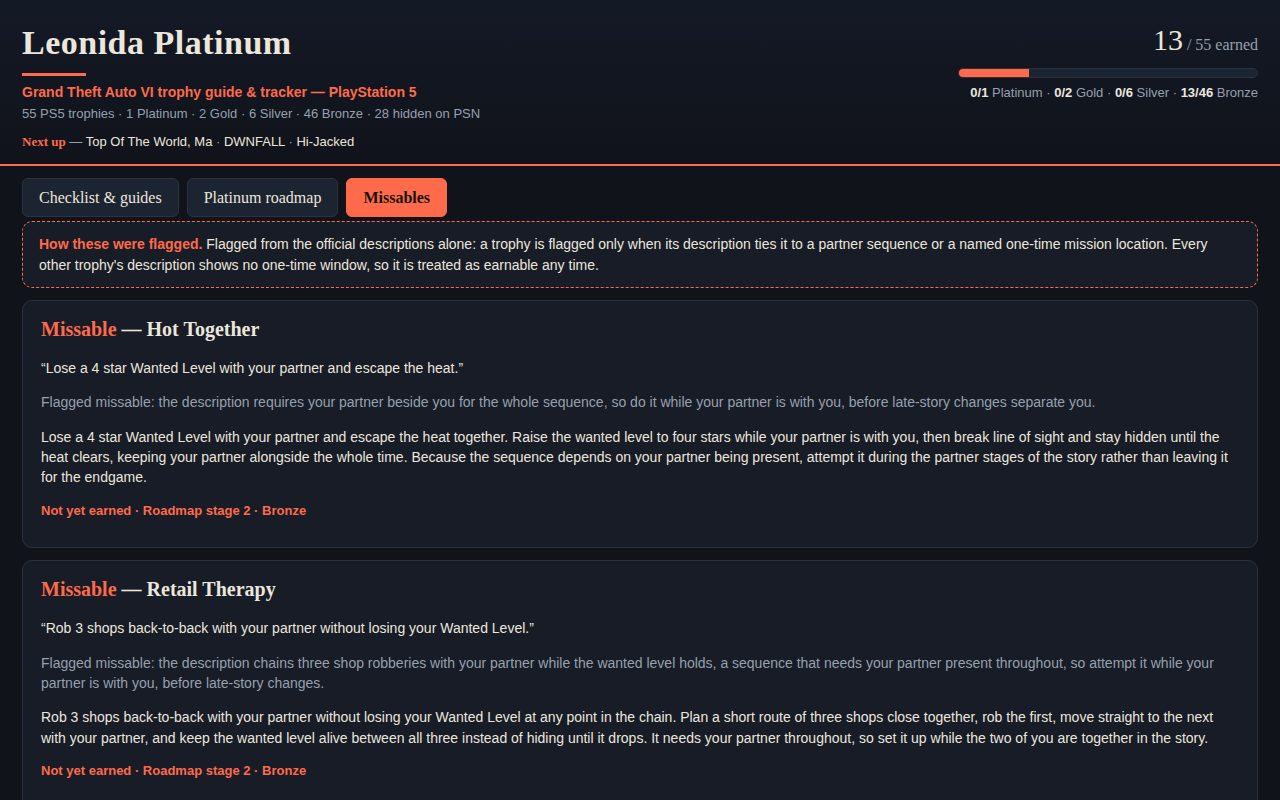 Leonida Platinum
Grand Theft Auto VI trophy guide & tracker — PlayStation 5
55 PS5 trophies · 1 Platinum · 2 Gold · 6 Silver · 46 Bronze · 28 hidden on PSN
Next up — Top Of The World, Ma · DWNFALL · Hi-Jacked
13 / 55 earned
0/1 Platinum · 0/2 Gold · 0/6 Silver · 13/46 Bronze
Checklist & guides
Platinum roadmap
Missables
How these were flagged. Flagged from the official descriptions alone: a trophy is flagged only when its description ties it to a partner sequence or a named one-time mission location. Every
other trophy's description shows no one-time window, so it is treated as earnable any time.
Missable — Hot Together
“Lose a 4 star Wanted Level with your partner and escape the heat.”
Flagged missable: the description requires your partner beside you for the whole sequence, so do it while your partner is with you, before late-story changes separate you.
Lose a 4 star Wanted Level with your partner and escape the heat together. Raise the wanted level to four stars while your partner is with you, then break line of sight and stay hidden until the
heat clears, keeping your partner alongside the whole time. Because the sequence depends on your partner being present, attempt it during the partner stages of the story rather than leaving it
for the endgame.
Not yet earned · Roadmap stage 2 · Bronze
Missable — Retail Therapy
“Rob 3 shops back-to-back with your partner without losing your Wanted Level.”
Flagged missable: the description chains three shop robberies with your partner while the wanted level holds, a sequence that needs your partner present throughout, so attempt it while your
partner is with you, before late-story changes.
Rob 3 shops back-to-back with your partner without losing your Wanted Level at any point in the chain. Plan a short route of three shops close together, rob the first, move straight to the next
with your partner, and keep the wanted level alive between all three instead of hiding until it drops. It needs your partner throughout, so set it up while the two of you are together in the story.
Not yet earned · Roadmap stage 2 · Bronze